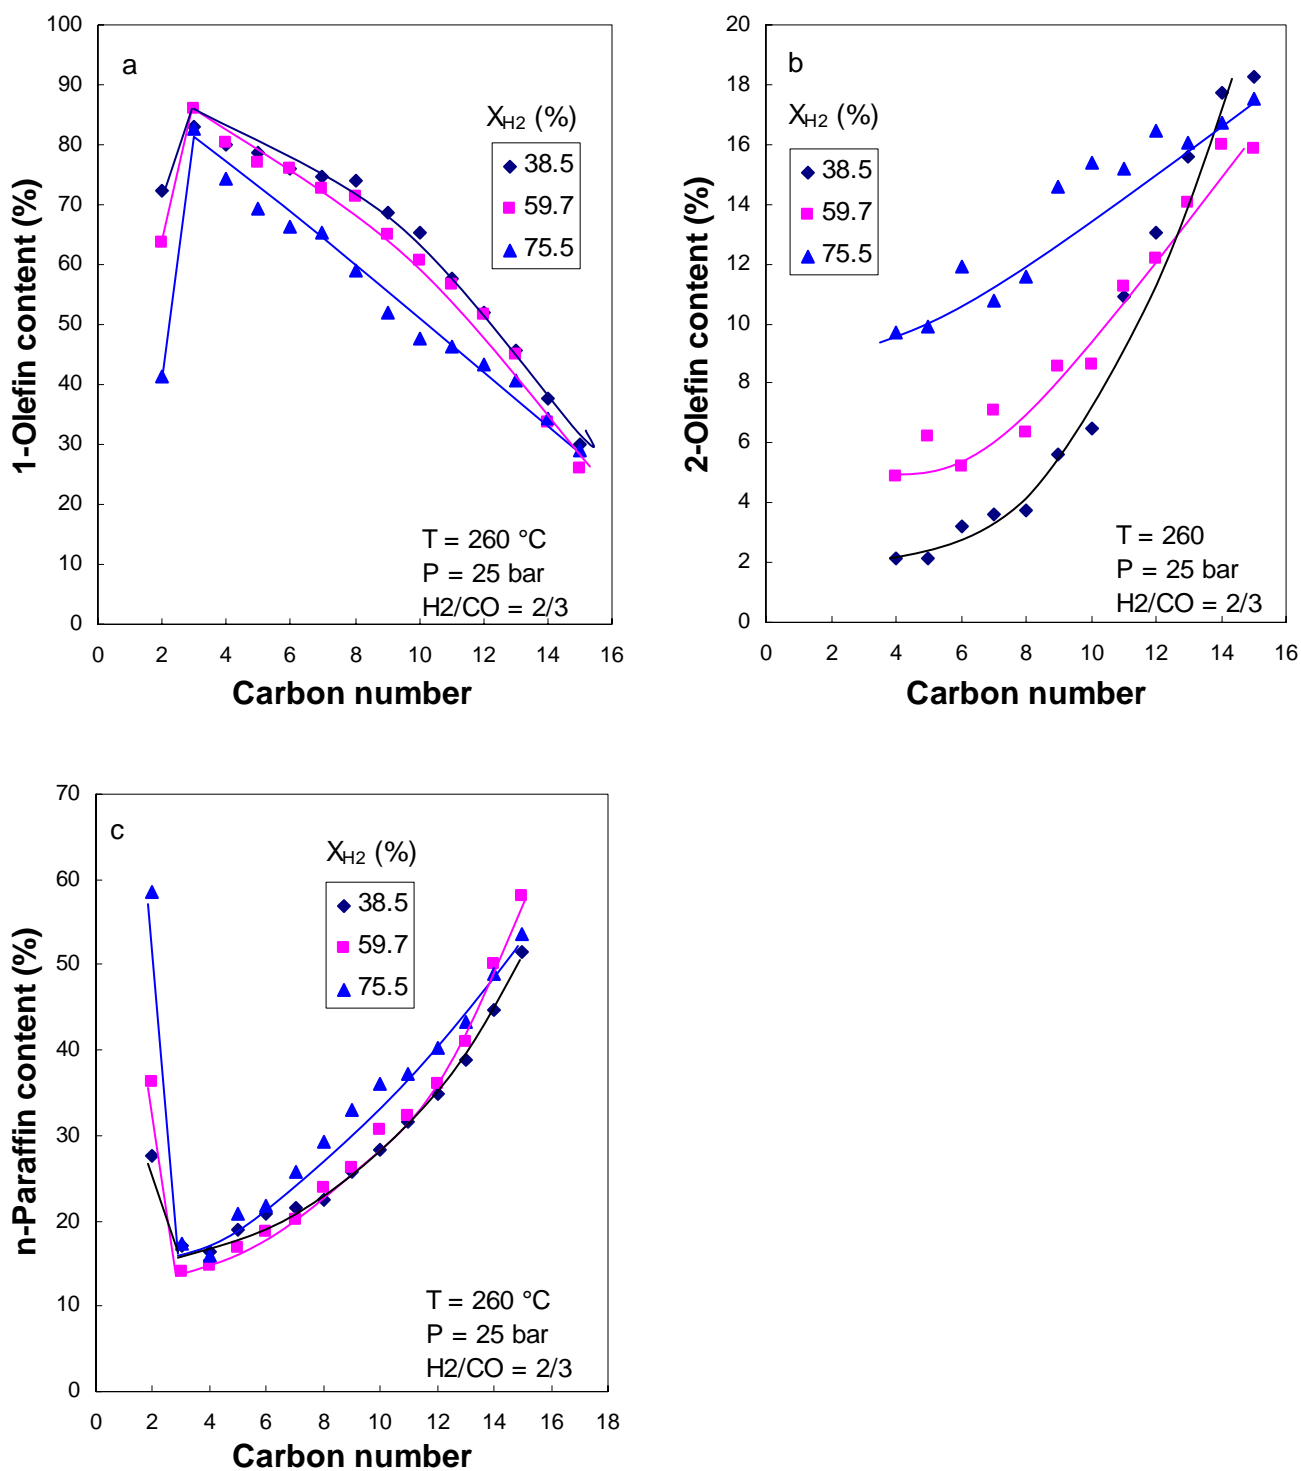 a
1-Olefin content (%)
100
90
80
70
60
50
40
30
20
10
0
X_H2 (%)
38.5
59.7
75.5
T = 260 °C
P = 25 bar
H2/CO = 2/3
0 2 4 6 8 10 12 14 16
Carbon number
b
2-Olefin content (%)
20
18
16
14
12
10
8
6
4
2
0
X_H2 (%)
38.5
59.7
75.5
T = 260
P = 25 bar
H2/CO = 2/3
0 2 4 6 8 10 12 14 16
Carbon number
c
n-Paraffin content (%)
70
60
50
40
30
20
10
0
X_H2 (%)
38.5
59.7
75.5
T = 260 °C
P = 25 bar
H2/CO = 2/3
0 2 4 6 8 10 12 14 16 18
Carbon number